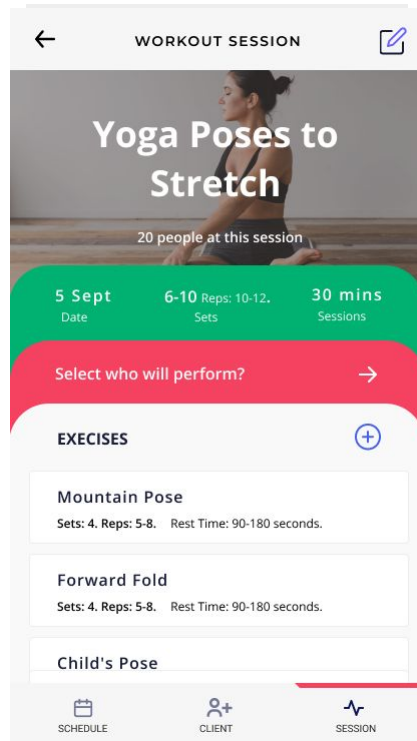 WORKOUT SESSION
Yoga Poses to
Stretch
20 people at this session
5 Sept 6-10 Reps: 10-12. 30 mins
Date Sets Sessions
Select who will perform?
EXECISES
Mountain Pose
Sets: 4. Reps: 5-8. Rest Time: 90-180 seconds.
Forward Fold
Sets: 4. Reps: 5-8. Rest Time: 90-180 seconds.
Child's Pose
SCHEDULE CLIENT SESSION